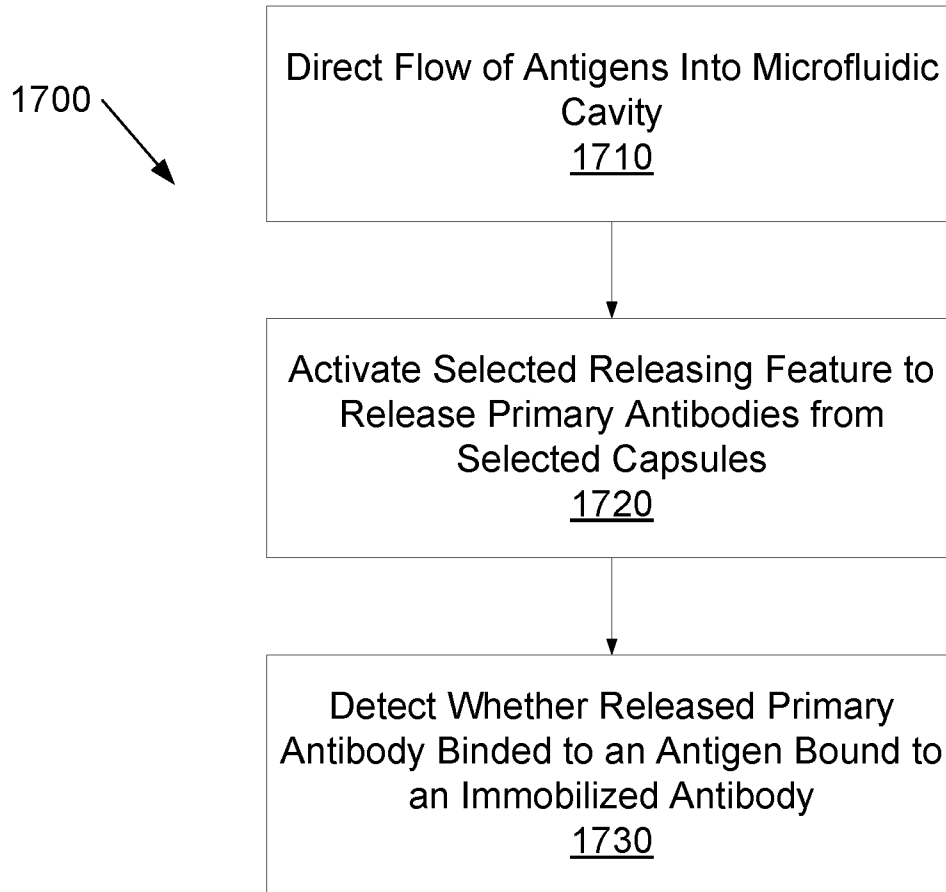 1700
Direct Flow of Antigens Into Microfluidic
Cavity
1710
Activate Selected Releasing Feature to
Release Primary Antibodies from
Selected Capsules
1720
Detect Whether Released Primary
Antibody Binded to an Antigen Bound to
an Immobilized Antibody
1730